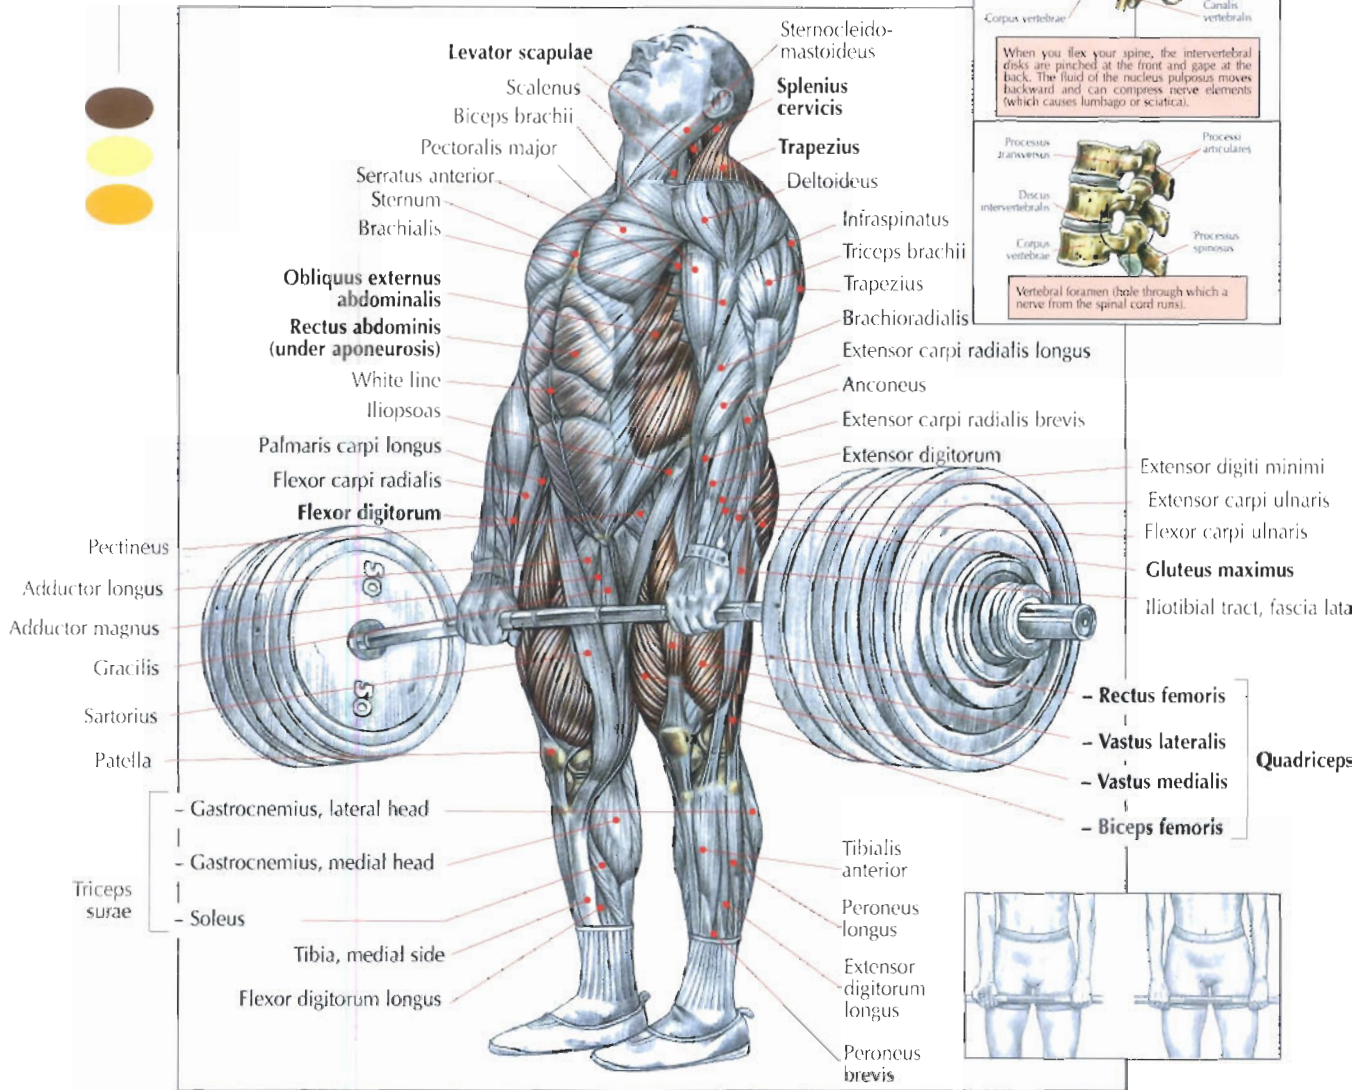 Corpus vertebrae
Canalis
vertebralis
When you flex your spine, the intervertebral
disks are pinched at the front and gape at the
back. The fluid of the nucleus pulposus moves
backward and can compress nerve elements
(which causes lumbago or sciatica).
Processus
transversus
Processi
articulares
Discus
intervertebralis
Corpus
vertebrae
Processus
spinosus
Vertebral foramen (hole through which a
nerve from the spinal cord runs).
Levator scapulae
Scalenus
Biceps brachii
Pectoralis major
Serratus anterior
Sternum
Brachialis
Obliquus externus
abdominalis
Rectus abdominis
(under aponeurosis)
White line
Iliopsoas
Palmaris carpi longus
Flexor carpi radialis
Flexor digitorum
Pectineus
Adductor longus
Adductor magnus
Gracilis
Sartorius
Patella
Triceps
surae
- Gastrocnemius, lateral head
- Gastrocnemius, medial head
- Soleus
Tibia, medial side
Flexor digitorum longus
Sternocleido-
mastoideus
Splenius
cervicis
Trapezius
Deltoideus
Infraspinatus
Triceps brachii
Trapezius
Brachioradialis
Extensor carpi radialis longus
Anconeus
Extensor carpi radialis brevis
Extensor digitorum
Extensor digiti minimi
Extensor carpi ulnaris
Flexor carpi ulnaris
Gluteus maximus
Iliotibial tract, fascia lata
- Rectus femoris
- Vastus lateralis
- Vastus medialis
- Biceps femoris
Quadriceps
Tibialis
anterior
Peroneus
longus
Extensor
digitorum
longus
Peroneus
brevis
50
50